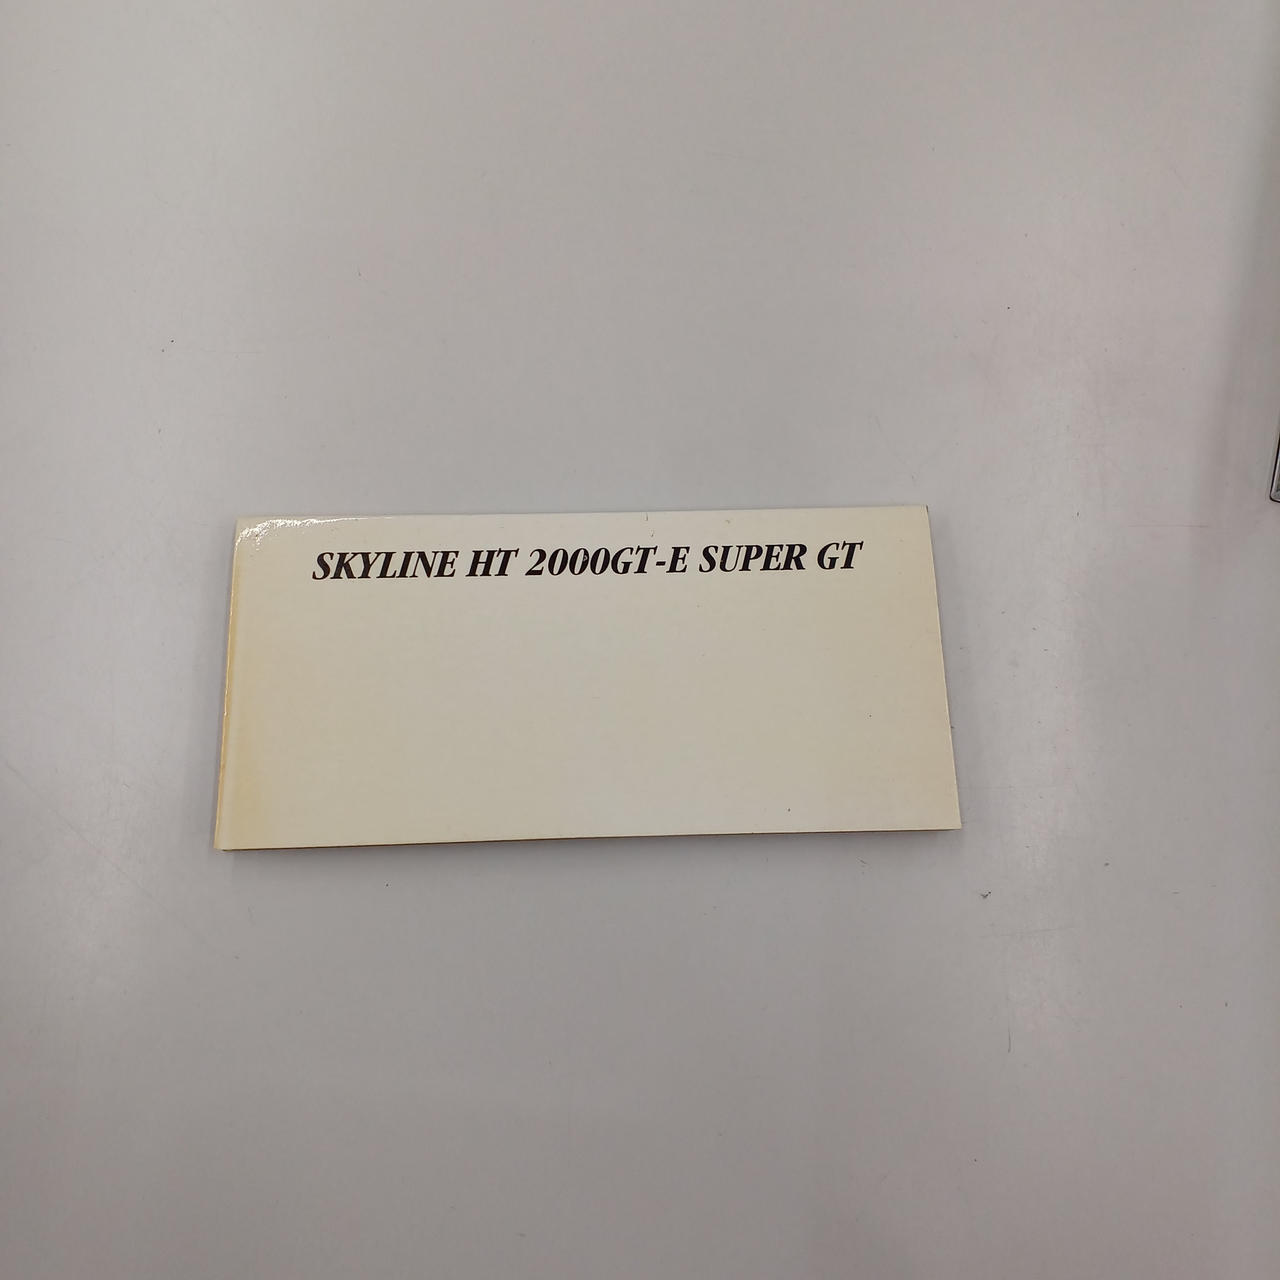 SKYLINE HT 2000GT-E SUPER GT